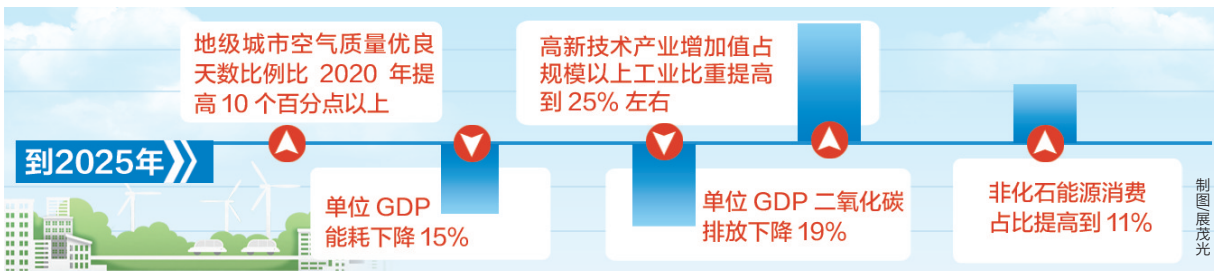 到2025年
地级城市空气质量优良
天数比例比 2020 年提
高 10 个百分点以上
单位 GDP
能耗下降 15%
高新技术产业增加值占
规模以上工业比重提高
到 25% 左右
单位 GDP 二氧化碳
排放下降 19%
非化石能源消费
占比提高到 11%
制图/展茂光